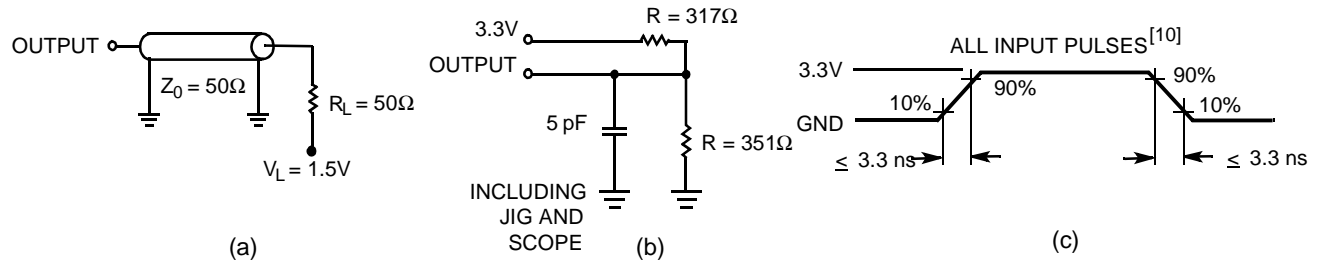 OUTPUT
Z0 = 50Ω
RL = 50Ω
VL = 1.5V
(a)
R = 317Ω
3.3V
OUTPUT
5 pF
R = 351Ω
INCLUDING
JIG AND
SCOPE
(b)
ALL INPUT PULSES[10]
3.3V
90%
90%
10%
10%
GND
≤ 3.3 ns
≤ 3.3 ns
(c)